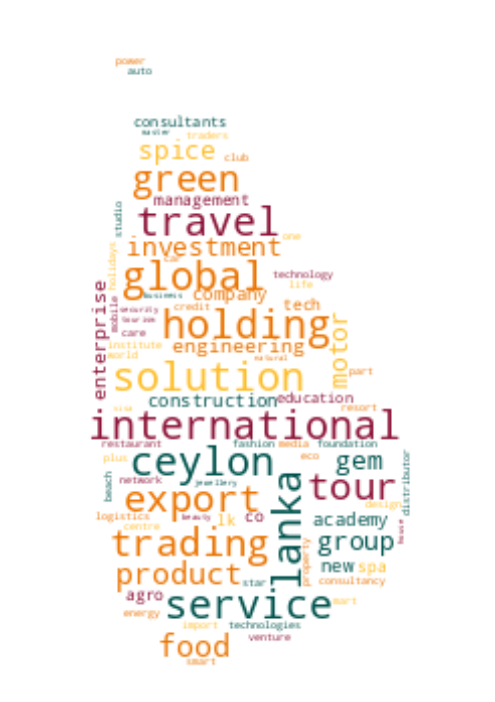 power
auto
consultants
master
traders
spice
club
green
management
studio
travel
one
investment
car
holidays
global
technology
life
business
company
enterprise
mobile
security
credit
tech
tourism
holding
motor
care
institute
engineering
world
natural
solution
part
construction
education
visa
resort
international
restaurant
fashion
media
foundation
plus
ceylon
eco
gem
beach
network
jewellery
lanka
tour
distributor
export
design
logistics
beauty
lk
co
academy
house
centre
trading
group
property
product
new
spa
star
consultancy
agro
service
mart
energy
import
technologies
food
venture
smart